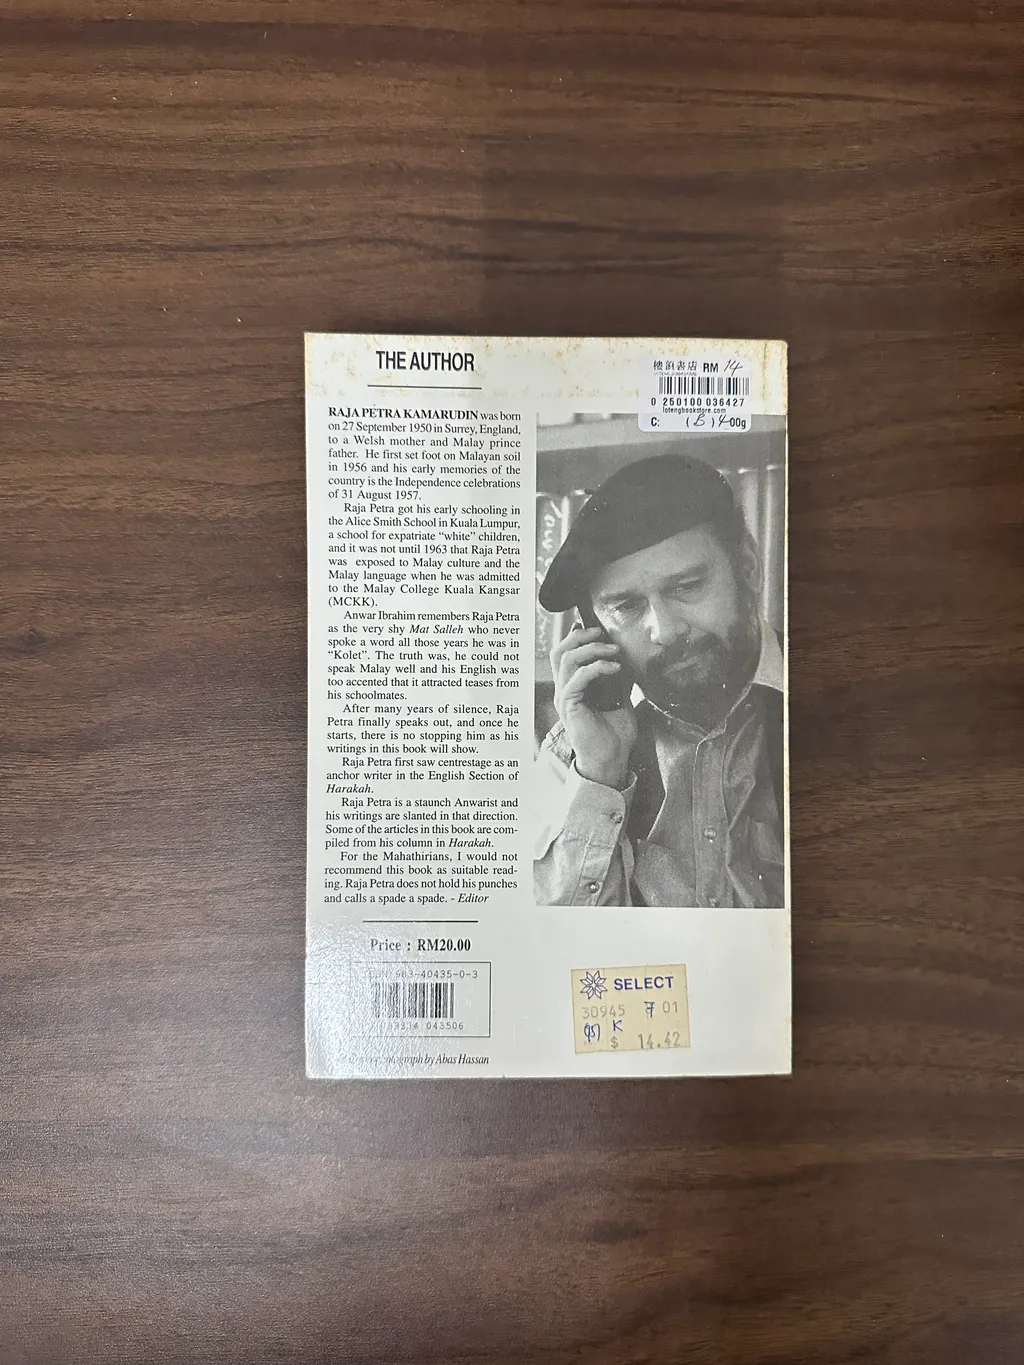 THE AUTHOR
RAJA PETRA KAMARUDIN was born
on 27 September 1950 in Surrey, England,
to a Welsh mother and Malay prince
father. He first set foot on Malayan soil
in 1956 and his early memories of the
country is the Independence celebrations
of 31 August 1957.
Raja Petra got his early schooling in
the Alice Smith School in Kuala Lumpur,
a school for expatriate “white” children,
and it was not until 1963 that Raja Petra
was exposed to Malay culture and the
Malay language when he was admitted
to the Malay College Kuala Kangsar
(MCKK).
Anwar Ibrahim remembers Raja Petra
as the very shy Mat Salleh who never
spoke a word all those years he was in
“Kolet”. The truth was, he could not
speak Malay well and his English was
too accented that it attracted teases from
his schoolmates.
After many years of silence, Raja
Petra finally speaks out, and once he
starts, there is no stopping him as his
writings in this book will show.
Raja Petra first saw centrestage as an
anchor writer in the English Section of
Harakah.
Raja Petra is a staunch Anwarist and
his writings are slanted in that direction.
Some of the articles in this book are com-
piled from his column in Harakah.
For the Mahathirians, I would not
recommend this book as suitable read-
ing. Raja Petra does not hold his punches
and calls a spade a spade. - Editor
Price : RM20.00
983-40435-0-3
043506
by Abas Hassan
樓頂書店 RM 14
0 250100 036427
lotengbookstore.com
C: (B) 4.00g
SELECT
30945 7 01
K
$ 14.42